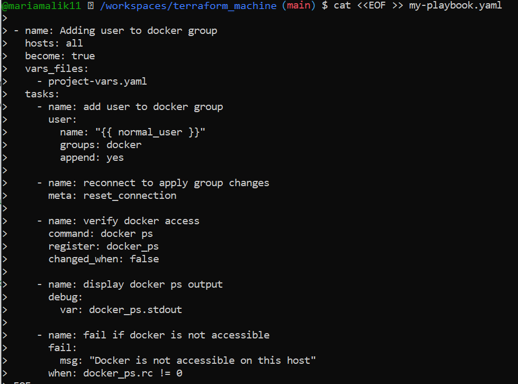 @mariamalik11 /workspaces/terraform_machine (main) $ cat <<EOF >> my-playbook.yaml
>
> - name: Adding user to docker group
>   hosts: all
>   become: true
>   vars_files:
>     - project-vars.yaml
>   tasks:
>     - name: add user to docker group
>       user:
>         name: "{{ normal_user }}"
>         groups: docker
>         append: yes
>
>     - name: reconnect to apply group changes
>       meta: reset_connection
>
>     - name: verify docker access
>       command: docker ps
>       register: docker_ps
>       changed_when: false
>
>     - name: display docker ps output
>       debug:
>         var: docker_ps.stdout
>
>     - name: fail if docker is not accessible
>       fail:
>         msg: "Docker is not accessible on this host"
>       when: docker_ps.rc != 0